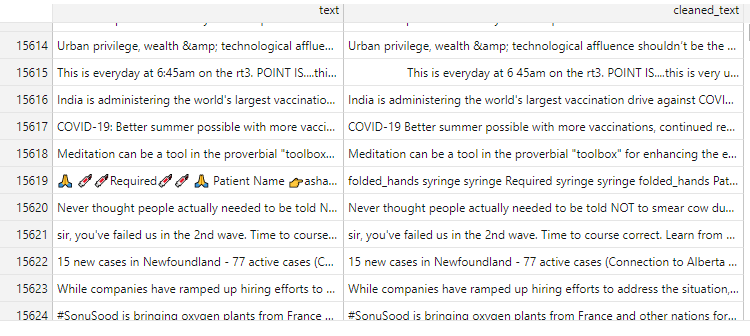 text cleaned_text
15614 Urban privilege, wealth &amp; technological afflue... Urban privilege, wealth &amp; technological affluence shouldn't be the ...
15615 This is everyday at 6:45am on the rt3. POINT IS....thi... This is everyday at 6 45am on the rt3. POINT IS....this is very u...
15616 India is administering the world's largest vaccinatio... India is administering the world's largest vaccination drive against COVI...
15617 COVID-19: Better summer possible with more vacci... COVID-19 Better summer possible with more vaccinations, continued re...
15618 Meditation can be a tool in the proverbial "toolbox... Meditation can be a tool in the proverbial "toolbox" for enhancing the e...
15619 🙏 💉💉Required💉💉 🙏 Patient Name 👉asha... folded_hands syringe syringe Required syringe syringe folded_hands Pat...
15620 Never thought people actually needed to be told N... Never thought people actually needed to be told NOT to smear cow du...
15621 sir, you've failed us in the 2nd wave. Time to course... sir, you've failed us in the 2nd wave. Time to course correct. Learn from ...
15622 15 new cases in Newfoundland - 77 active cases (C... 15 new cases in Newfoundland - 77 active cases (Connection to Alberta ...
15623 While companies have ramped up hiring efforts to ... While companies have ramped up hiring efforts to address the situation,...
15624 #SonuSood is bringing oxygen plants from France ... #SonuSood is bringing oxygen plants from France and other nations for...